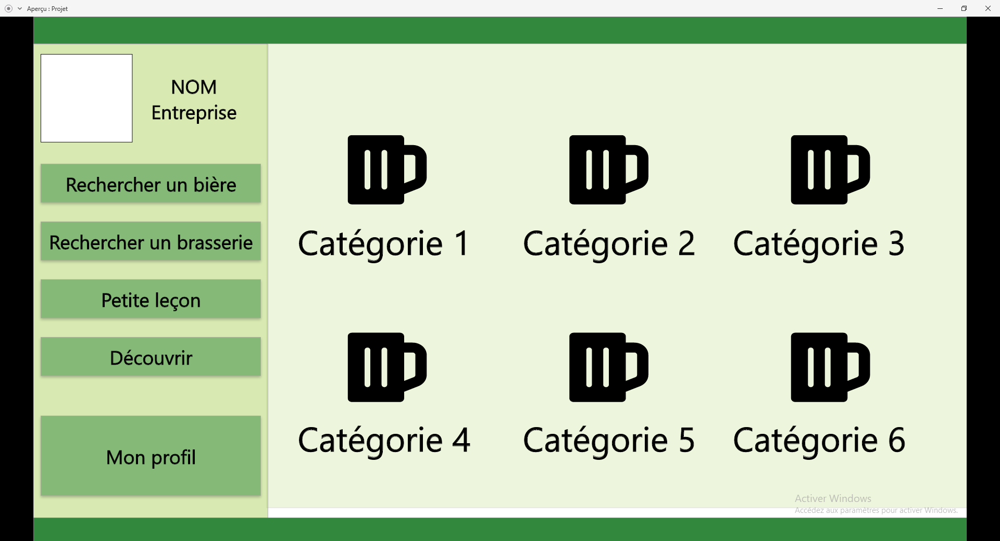 Aperçu : Projet
NOM
Entreprise
Rechercher un bière
Rechercher un brasserie
Petite leçon
Découvrir
Mon profil
Catégorie 1
Catégorie 2
Catégorie 3
Catégorie 4
Catégorie 5
Catégorie 6
Activer Windows
Accédez aux paramètres pour activer Windows.